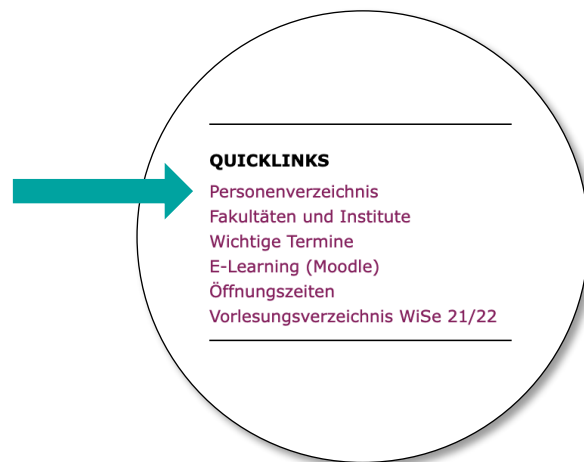 QUICKLINKS
Personenverzeichnis
Fakultäten und Institute
Wichtige Termine
E-Learning (Moodle)
Öffnungszeiten
Vorlesungsverzeichnis WiSe 21/22